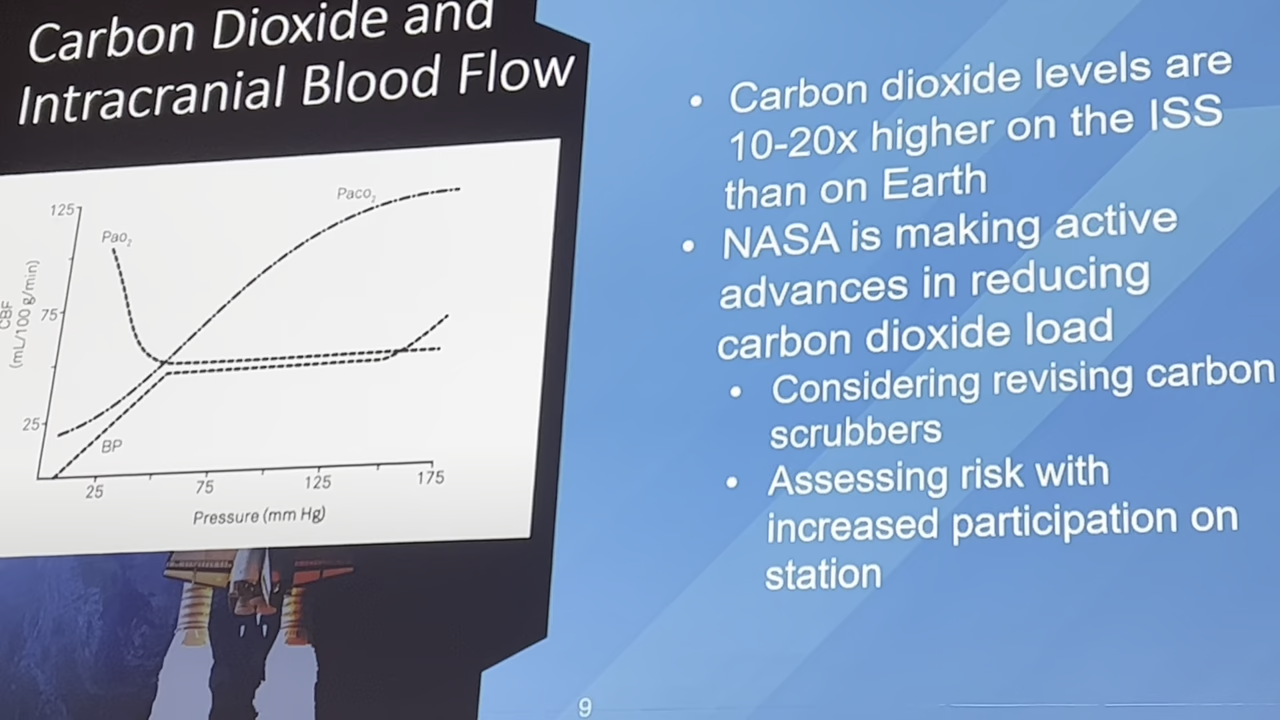 Carbon Dioxide and
Intracranial Blood Flow
125
Paco₂
Pao₂
CBF
(mL/100 g/min)
75
25
BP
25 75 125 175
Pressure (mm Hg)
• Carbon dioxide levels are
10-20x higher on the ISS
than on Earth
• NASA is making active
advances in reducing
carbon dioxide load
• Considering revising carbon
scrubbers
• Assessing risk with
increased participation on
station
9